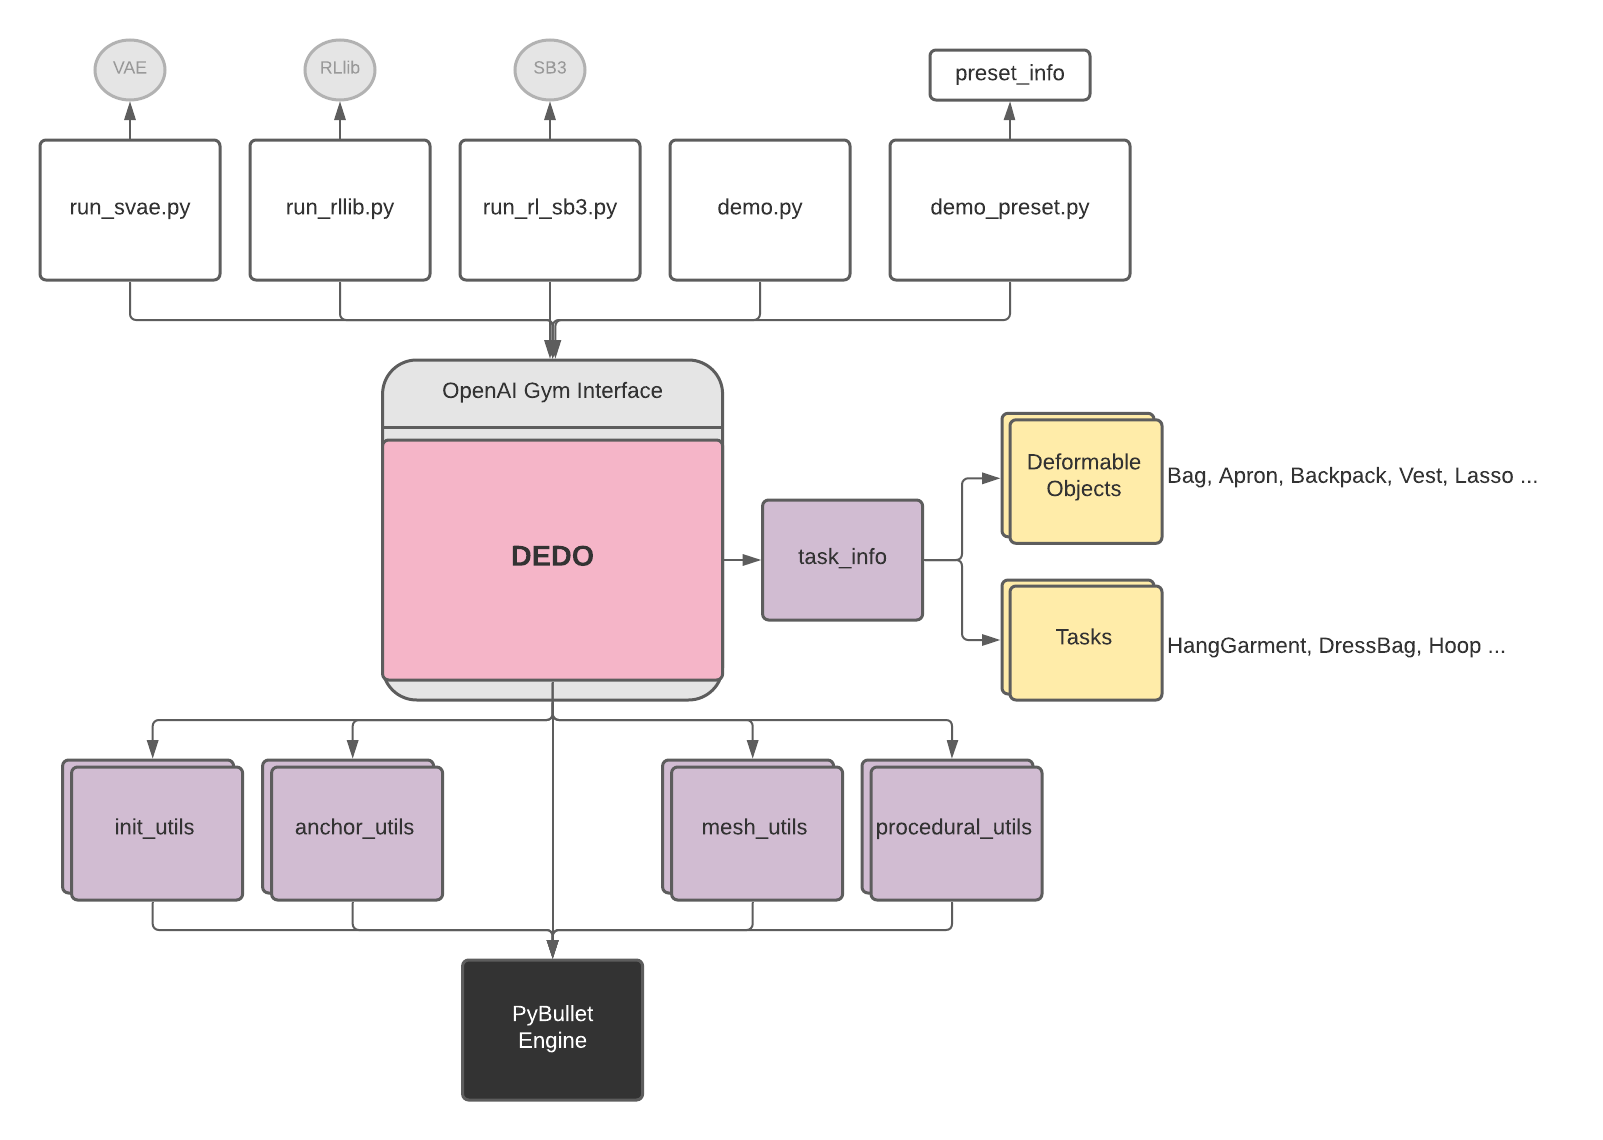 VAE
RLlib
SB3
preset_info
run_svae.py
run_rllib.py
run_rl_sb3.py
demo.py
demo_preset.py
OpenAI Gym Interface
DEDO
task_info
Deformable
Objects
Bag, Apron, Backpack, Vest, Lasso ...
Tasks
HangGarment, DressBag, Hoop ...
init_utils
anchor_utils
mesh_utils
procedural_utils
PyBullet
Engine